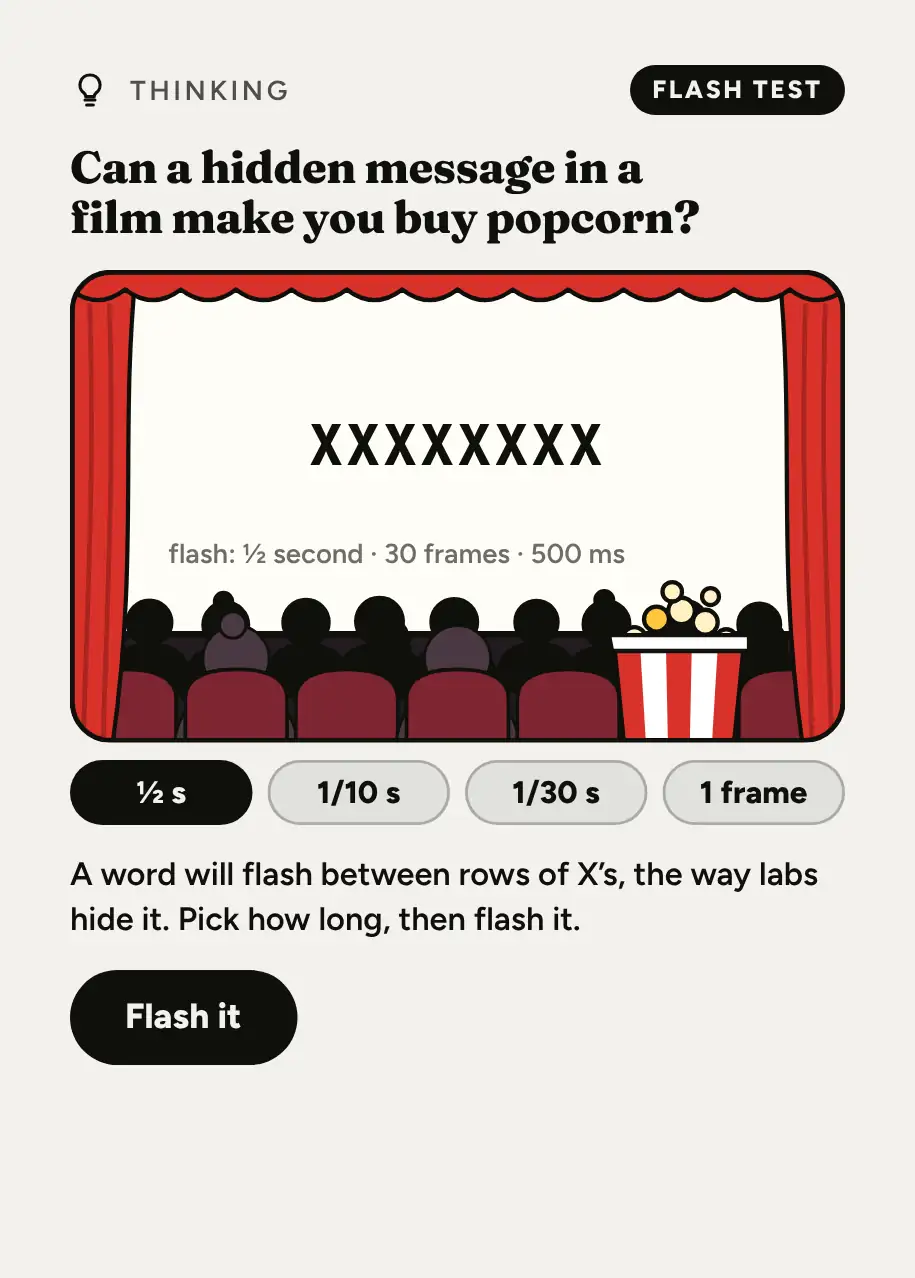 THINKING
FLASH TEST
Can a hidden message in a
film make you buy popcorn?
XXXXXXXX
flash: ½ second · 30 frames · 500 ms
½ s
1/10 s
1/30 s
1 frame
A word will flash between rows of X’s, the way labs
hide it. Pick how long, then flash it.
Flash it